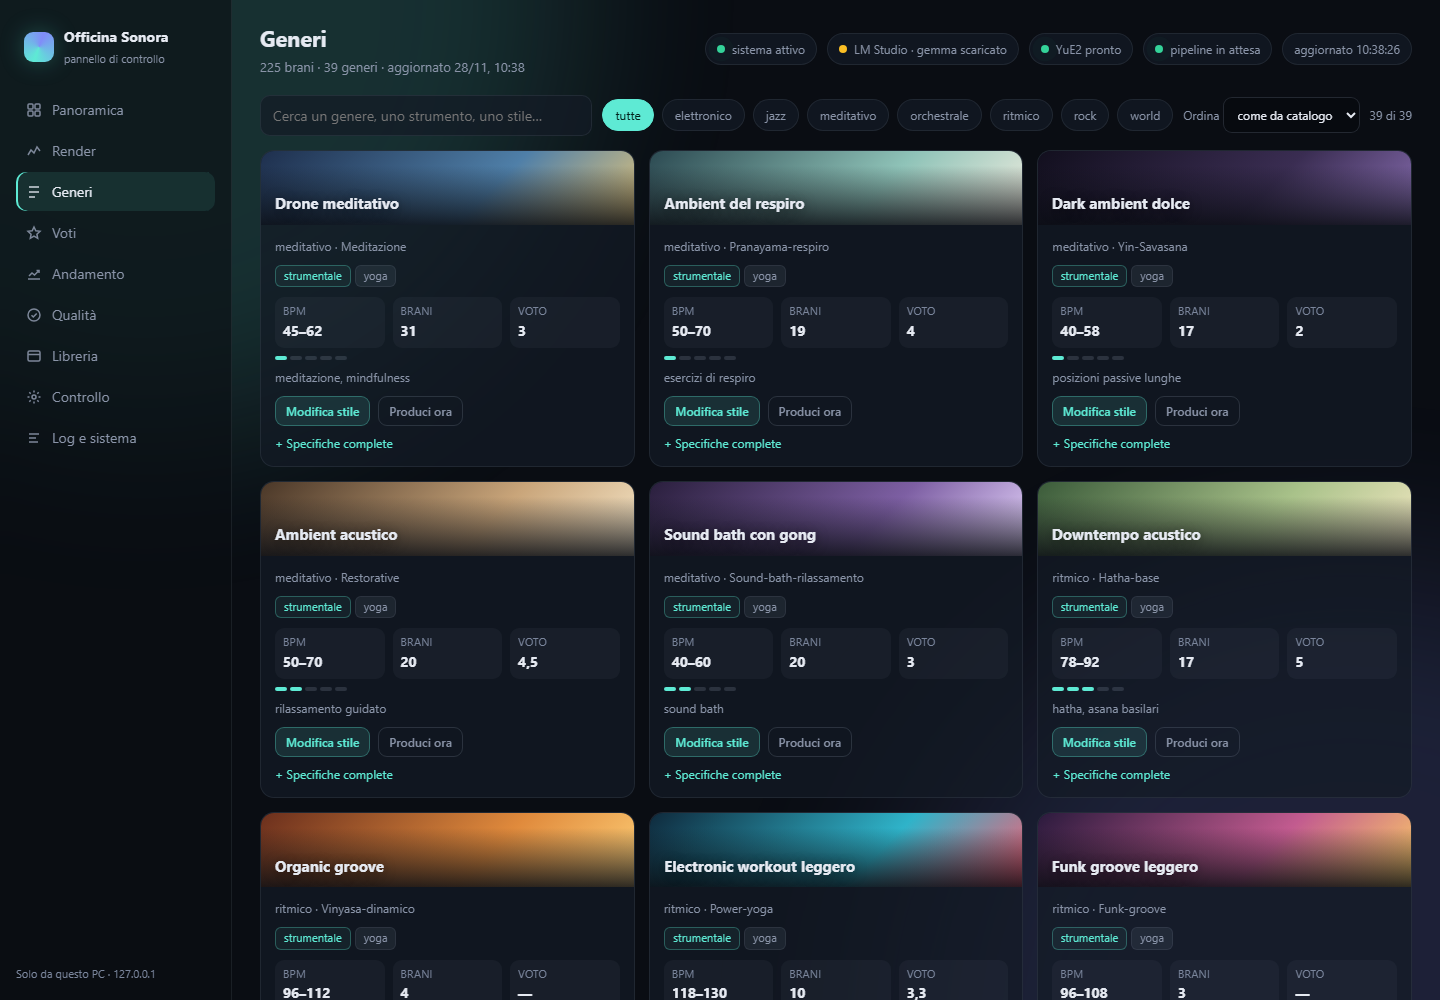 Officina Sonora
pannello di controllo
Panoramica
Render
Generi
Voti
Andamento
Qualità
Libreria
Controllo
Log e sistema
Solo da questo PC · 127.0.0.1
Generi
225 brani · 39 generi · aggiornato 28/11, 10:38
sistema attivo
LM Studio · gemma scaricato
YuE2 pronto
pipeline in attesa
aggiornato 10:38:26
Cerca un genere, uno strumento, uno stile...
tutte
elettronico
jazz
meditativo
orchestrale
ritmico
rock
world
Ordina
come da catalogo
39 di 39
Drone meditativo
meditativo · Meditazione
strumentale yoga
BPM BRANI VOTO
45–62 31 3
meditazione, mindfulness
Modifica stile Produci ora
+ Specifiche complete
Ambient del respiro
meditativo · Pranayama-respiro
strumentale yoga
BPM BRANI VOTO
50–70 19 4
esercizi di respiro
Modifica stile Produci ora
+ Specifiche complete
Dark ambient dolce
meditativo · Yin-Savasana
strumentale yoga
BPM BRANI VOTO
40–58 17 2
posizioni passive lunghe
Modifica stile Produci ora
+ Specifiche complete
Ambient acustico
meditativo · Restorative
strumentale yoga
BPM BRANI VOTO
50–70 20 4,5
rilassamento guidato
Modifica stile Produci ora
+ Specifiche complete
Sound bath con gong
meditativo · Sound-bath-rilassamento
strumentale yoga
BPM BRANI VOTO
40–60 20 3
sound bath
Modifica stile Produci ora
+ Specifiche complete
Downtempo acustico
ritmico · Hatha-base
strumentale yoga
BPM BRANI VOTO
78–92 17 5
hatha, asana basilari
Modifica stile Produci ora
+ Specifiche complete
Organic groove
ritmico · Vinyasa-dinamico
strumentale yoga
BPM BRANI VOTO
96–112 4 —
Electronic workout leggero
ritmico · Power-yoga
strumentale yoga
BPM BRANI VOTO
118–130 10 3,3
Funk groove leggero
ritmico · Funk-groove
strumentale yoga
BPM BRANI VOTO
96–108 3 —